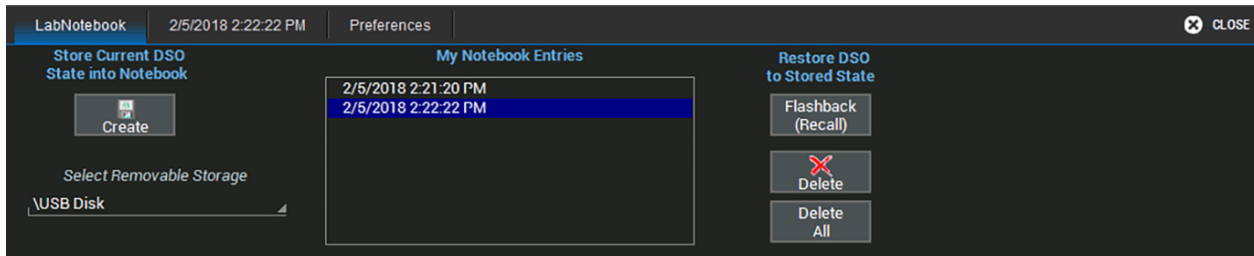 LabNotebook
2/5/2018 2:22:22 PM
Preferences
CLOSE
Store Current DSO
State into Notebook
Create
Select Removable Storage
\USB Disk
My Notebook Entries
2/5/2018 2:21:20 PM
2/5/2018 2:22:22 PM
Restore DSO
to Stored State
Flashback
(Recall)
Delete
Delete
All